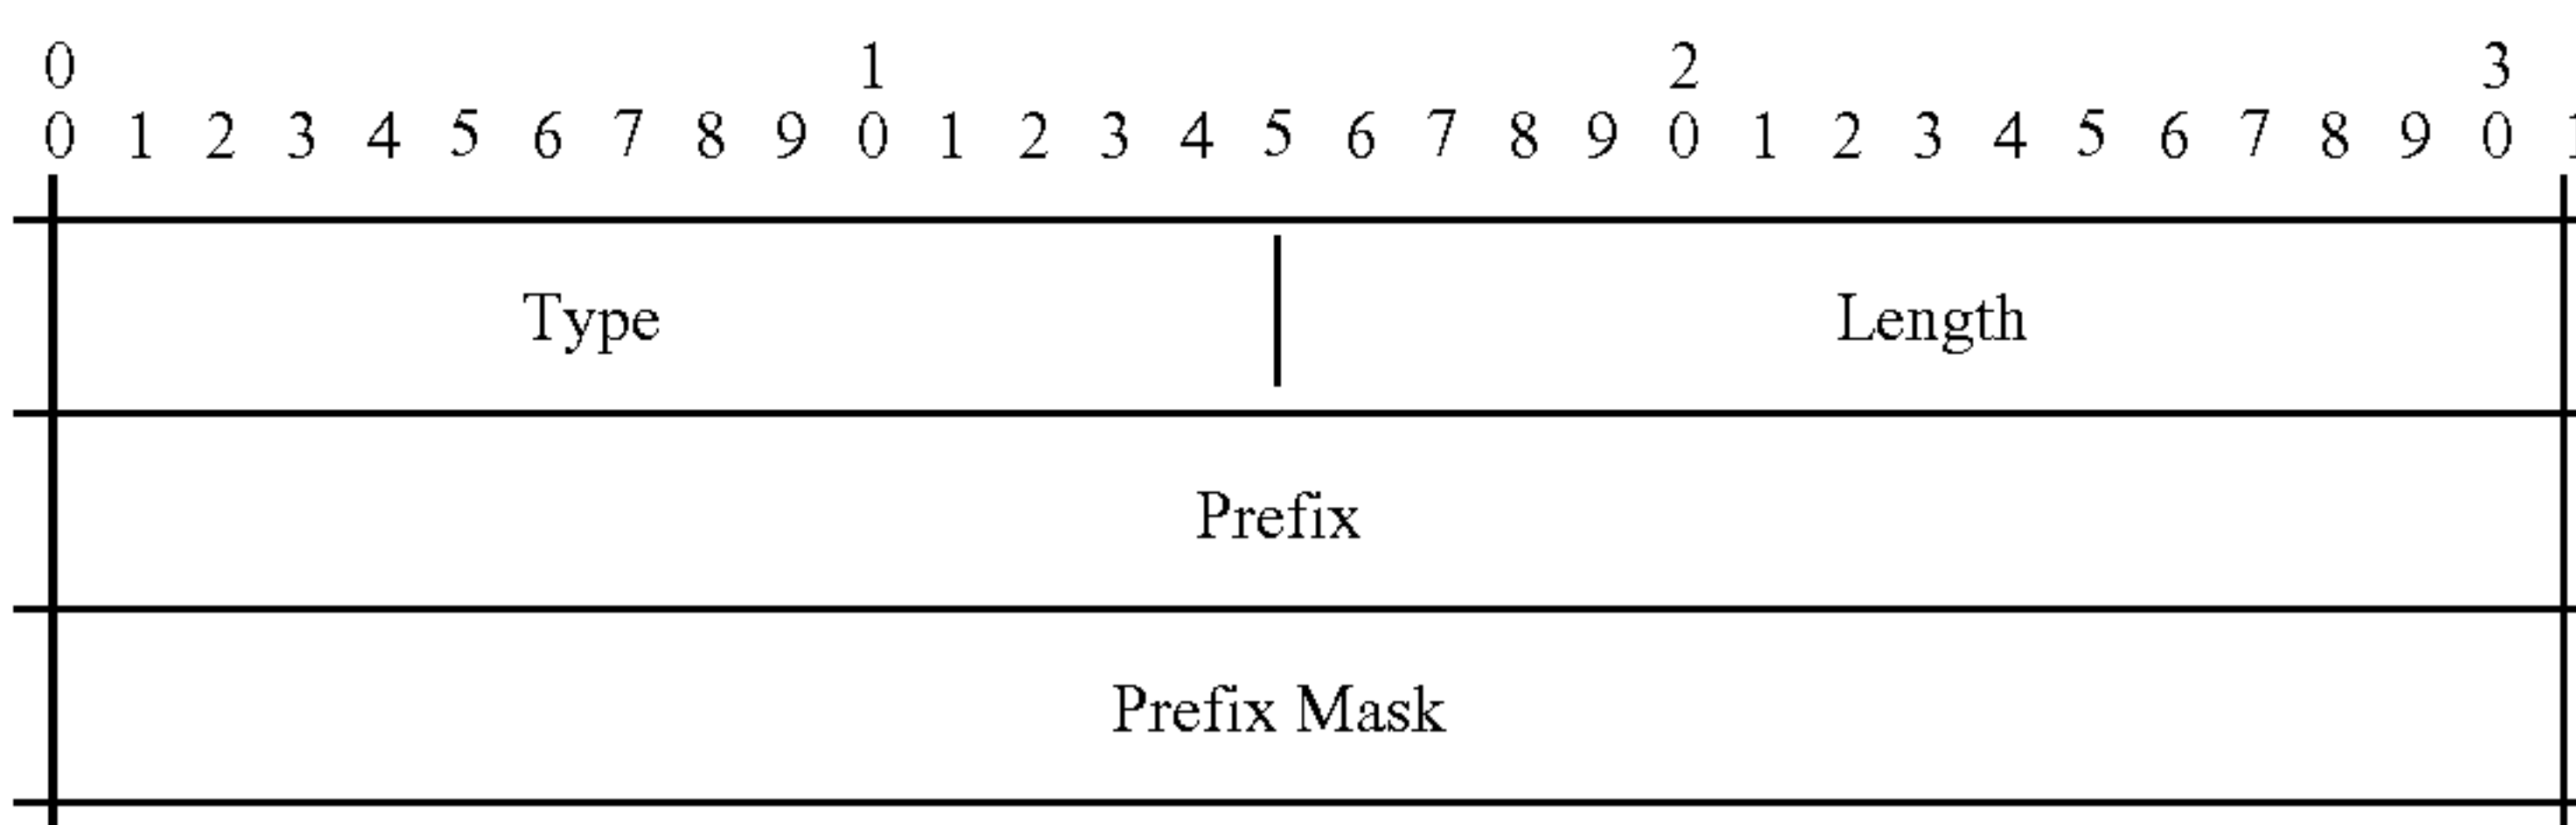 0 1 2 3
0 1 2 3 4 5 6 7 8 9 0 1 2 3 4 5 6 7 8 9 0 1 2 3 4 5 6 7 8 9 0 1
Type Length
Prefix
Prefix Mask